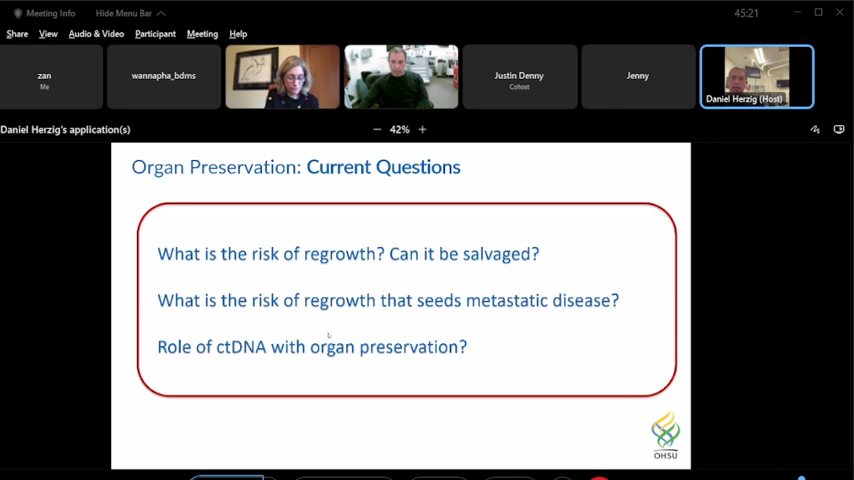 Meeting Info
Hide Menu Bar
45:21
Share View Audio & Video Participant Meeting Help
zan
Me
wannapha_bdms
Justin Denny
Cohost
Jenny
Daniel Herzig (Host)
Daniel Herzig's application(s)
42%
Organ Preservation: Current Questions
What is the risk of regrowth? Can it be salvaged?
What is the risk of regrowth that seeds metastatic disease?
Role of ctDNA with organ preservation?
OHSU